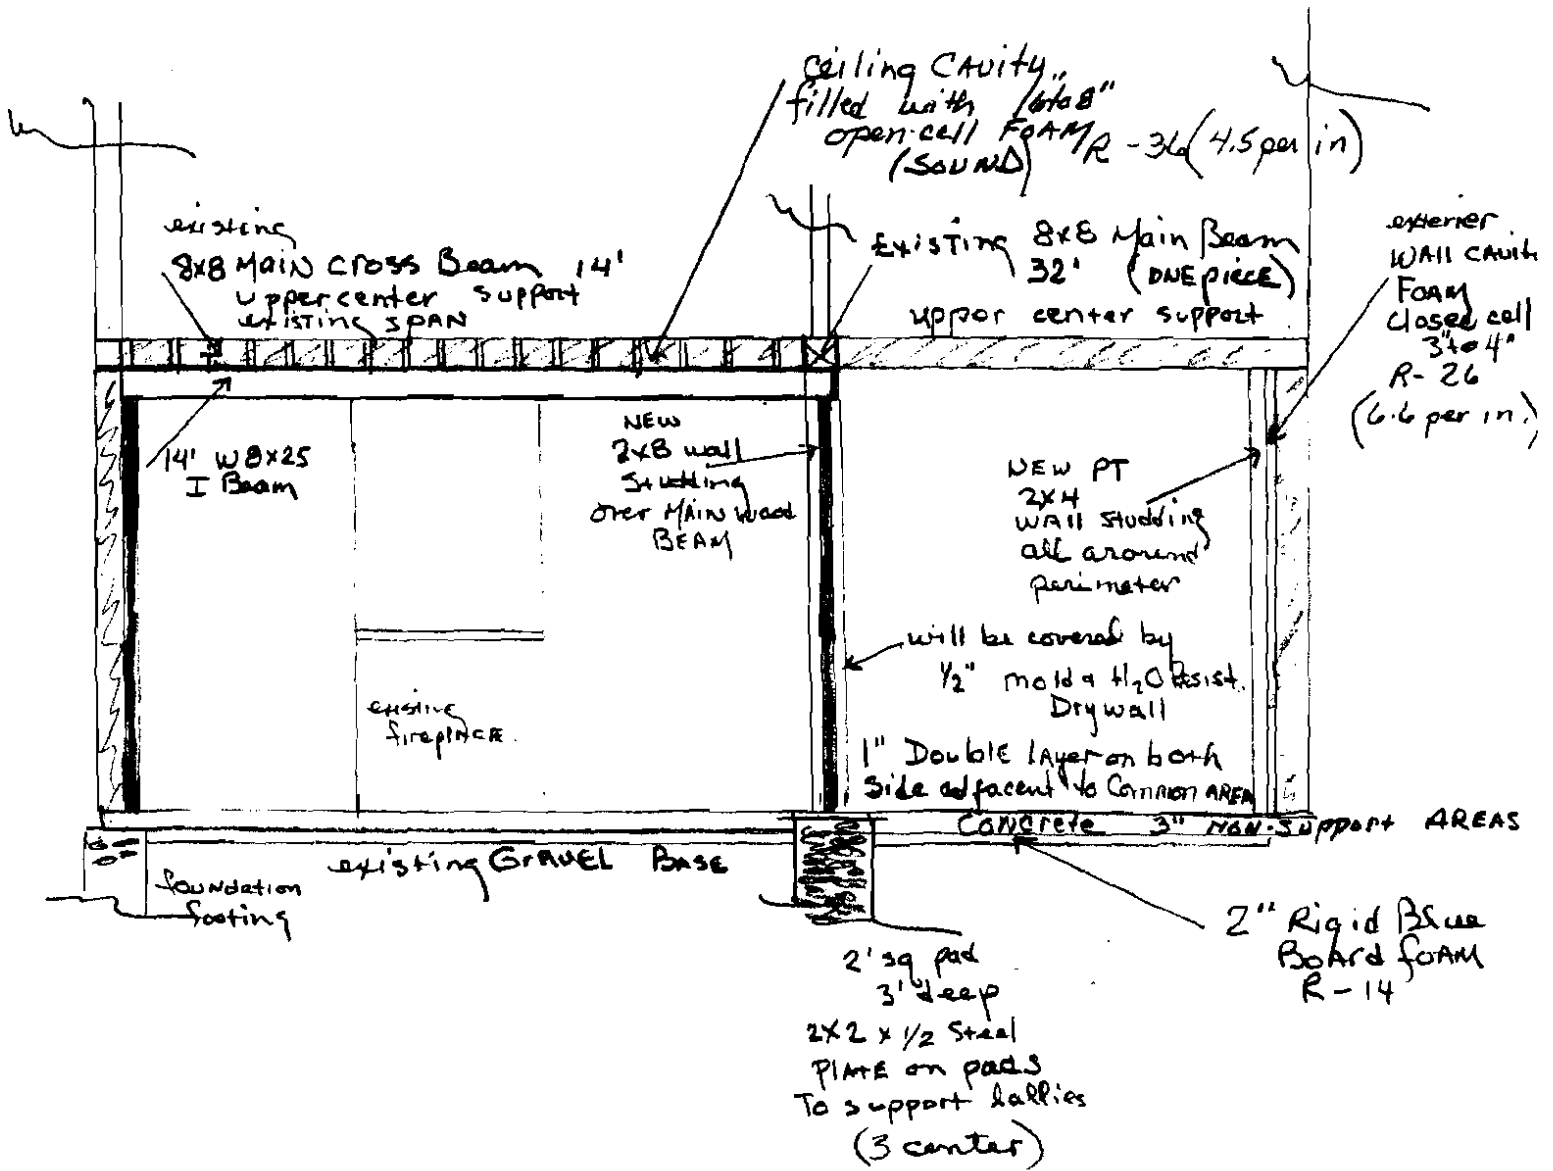 Ceiling CAvity
filled with 6"to8"
open-cell FOAM
(SOUND)
R-36 (4.5 per in)
existing
8x8 MAIN CROSS BEAM 14'
upper center support
existing SPAN
Existing 8x8 Main Beam
32' (ONE piece)
upper center support
exterier
WALL CAVIT
FOAM
closed cell
3"to4"
R-26
(6.6 per in.)
14' W8x25
I Beam
NEW
2x8 wall
Studding
over MAIN wood
BEAM
NEW PT
2x4
WALL Studding
all around
perimeter
will be covered by
1/2" mold & H2O Resist.
Drywall
1" Double layer on both
Side adjacent to Common AREA
existing
firePLACE
Concrete 3" NON-Support AREAS
existing GRAVEL BASE
foundation
footing
2" Rigid Blue
BoArd foAM
R-14
2' sq pad
3' deep
2x2 x 1/2 Steel
PLATE on pads
To support lallies
(3 center)